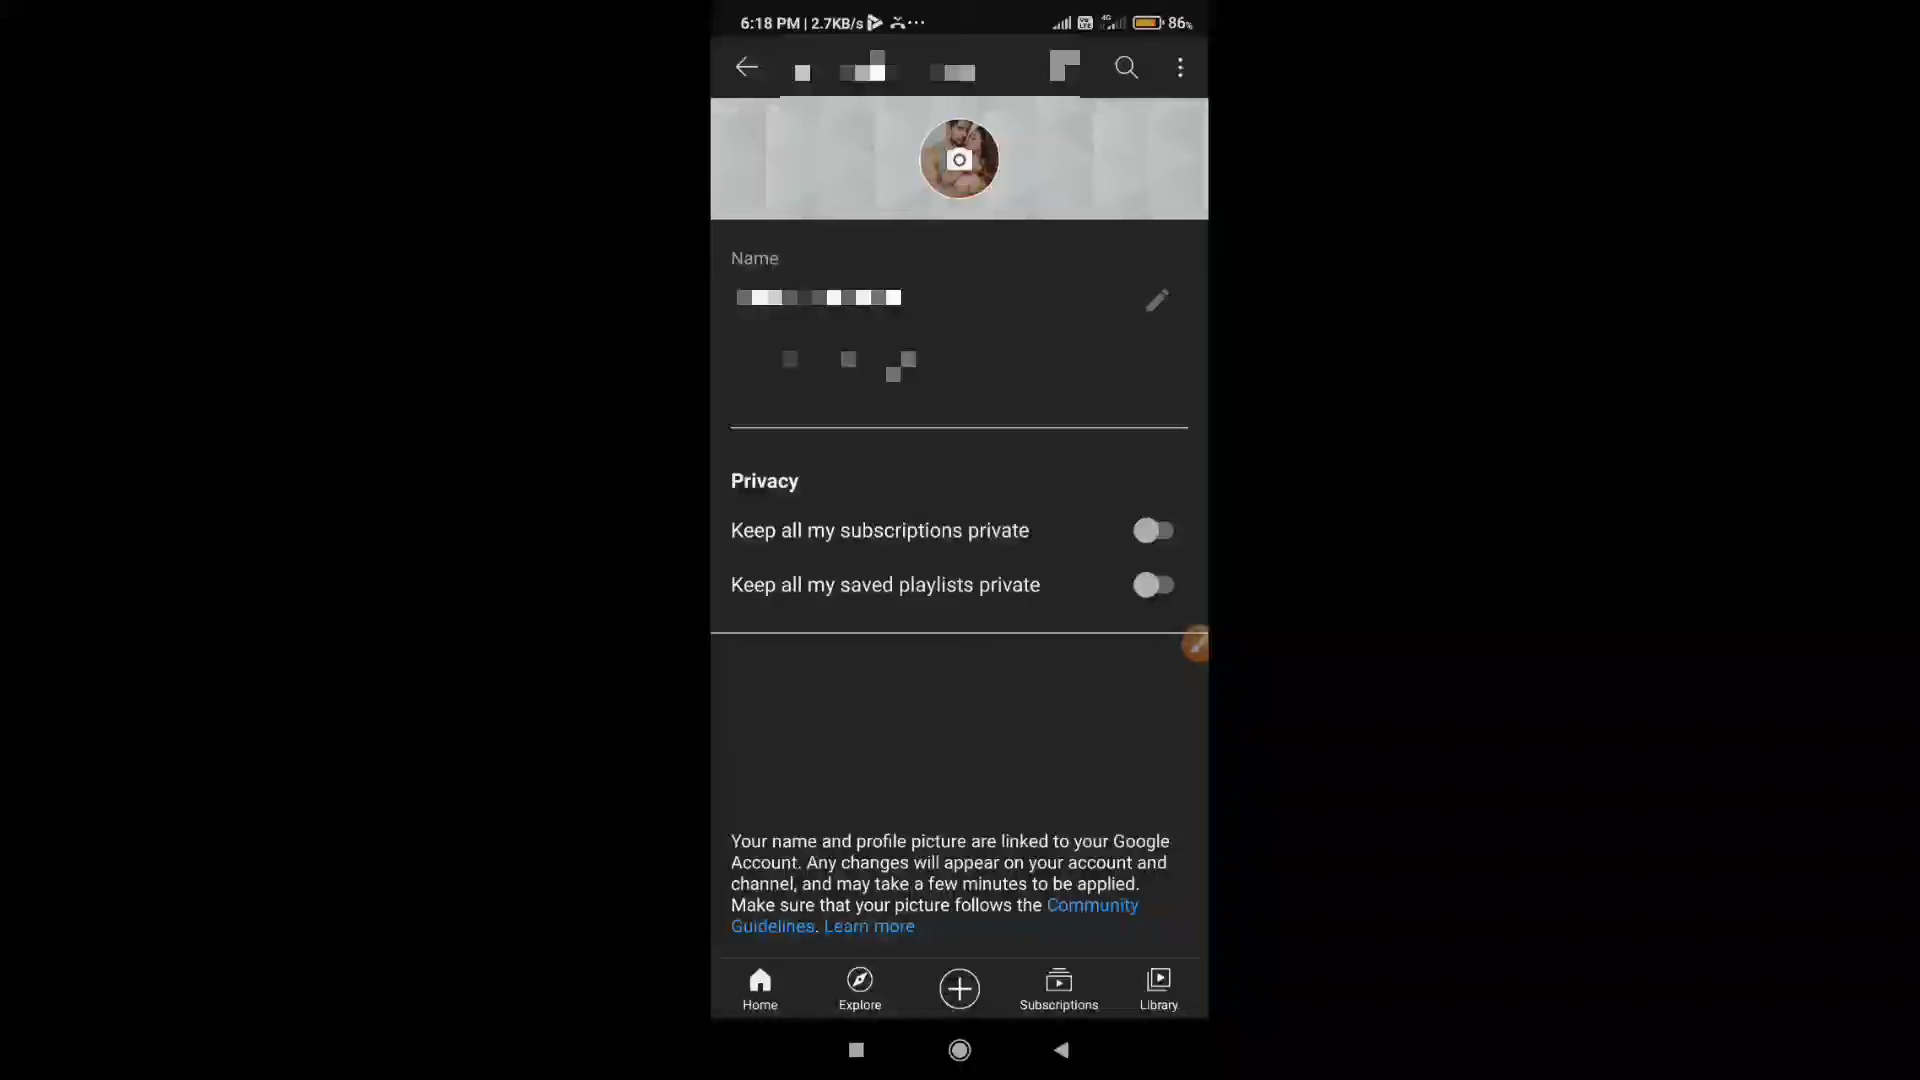 6:18 PM | 2.7KB/s 4G 86%
Name
Privacy
Keep all my subscriptions private
Keep all my saved playlists private
Your name and profile picture are linked to your Google
Account. Any changes will appear on your account and
channel, and may take a few minutes to be applied.
Make sure that your picture follows the Community
Guidelines. Learn more
Home Explore Subscriptions Library